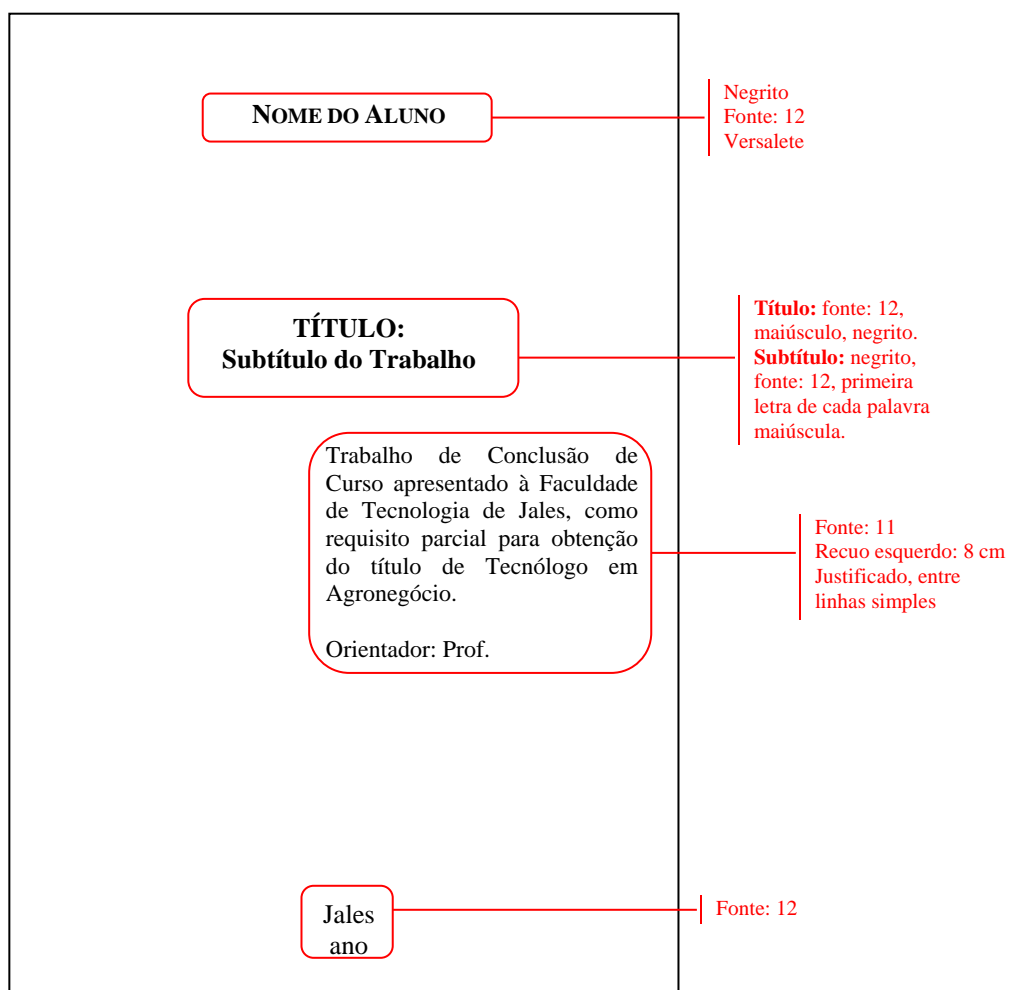 NOME DO ALUNO
Negrito
Fonte: 12
Versalete
TÍTULO:
Subtítulo do Trabalho
Título: fonte: 12,
maiúsculo, negrito.
Subtítulo: negrito,
fonte: 12, primeira
letra de cada palavra
maiúscula.
Trabalho de Conclusão de
Curso apresentado à Faculdade
de Tecnologia de Jales, como
requisito parcial para obtenção
do título de Tecnólogo em
Agronegócio.
Orientador: Prof.
Fonte: 11
Recuo esquerdo: 8 cm
Justificado, entre
linhas simples
Jales
ano
Fonte: 12